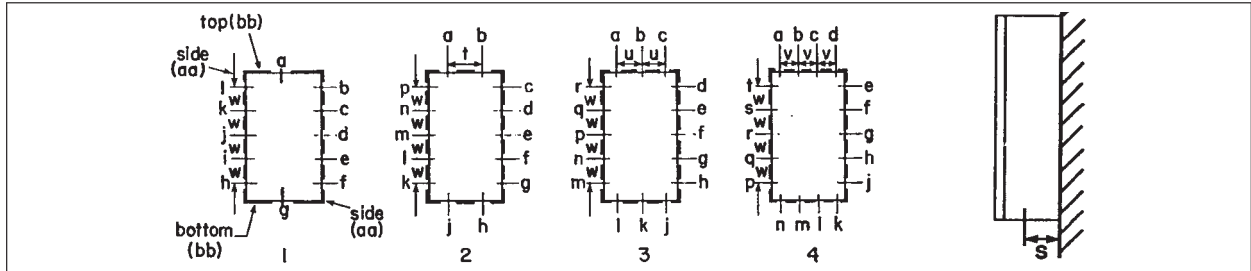 top(bb)
side
(aa)
a
l
w
k
w
j
w
i
w
h
b
c
d
e
f
g
bottom
(bb)
side
(aa)
1
a b
t
p
w
n
w
m
w
l
w
k
c
d
e
f
g
j h
2
a b c
u u
r
w
q
w
p
w
n
w
m
d
e
f
g
h
l k j
3
a b c d
v v v
t
w
s
w
r
w
q
w
p
e
f
g
h
j
n m l k
4
S